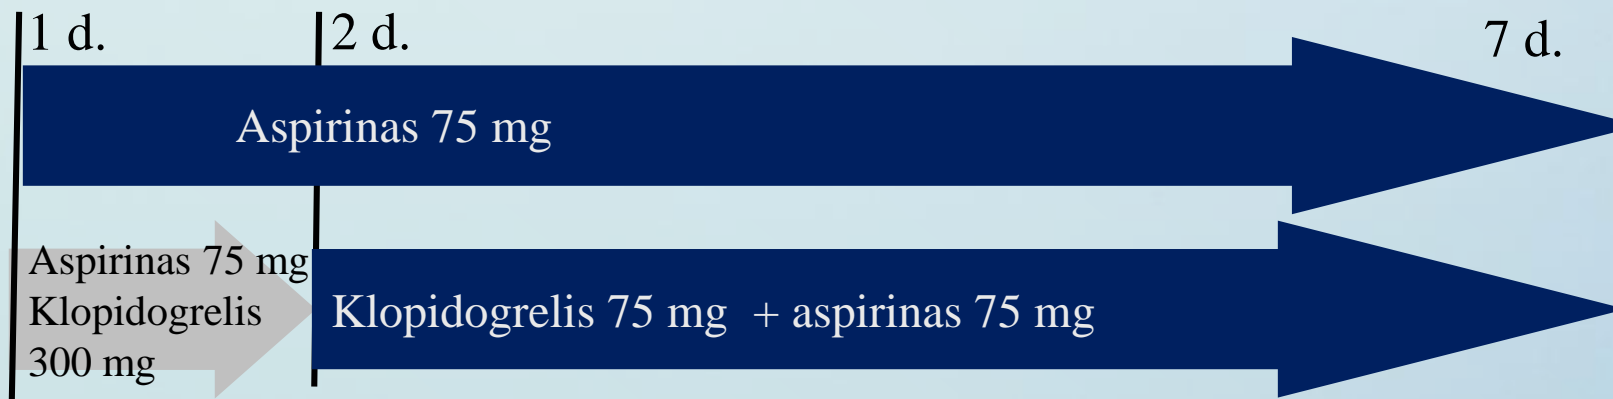 1 d.
2 d.
7 d.
Aspirinas 75 mg
Aspirinas 75 mg
Klopidogrelis
300 mg
Klopidogrelis 75 mg + aspirinas 75 mg